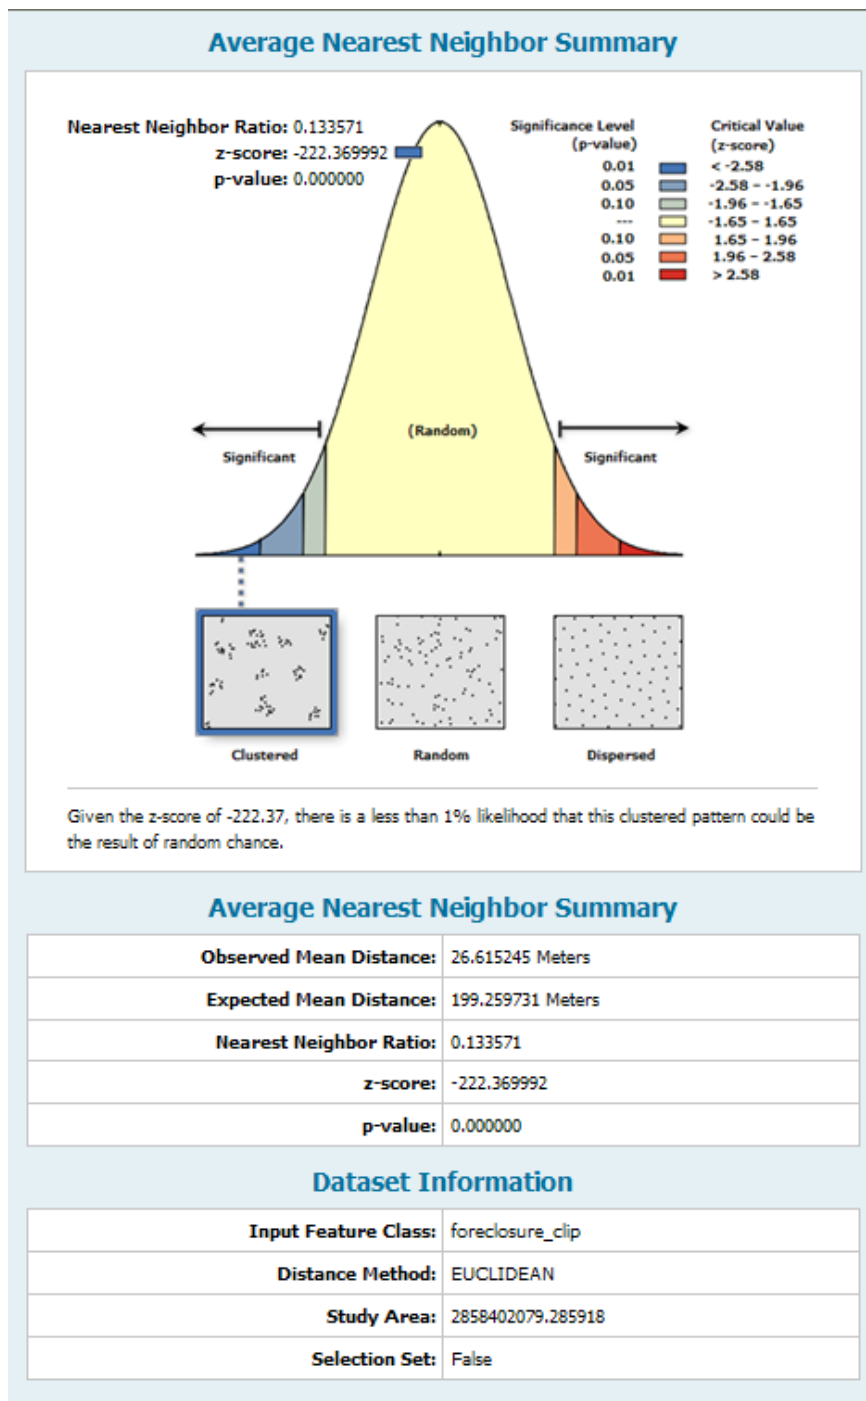 Average Nearest Neighbor Summary
Nearest Neighbor Ratio: 0.133571
z-score: -222.369992
p-value: 0.000000
Significance Level Critical Value
(p-value) (z-score)
0.01 < -2.58
0.05 -2.58 - -1.96
0.10 -1.96 - -1.65
--- -1.65 - 1.65
0.10 1.65 - 1.96
0.05 1.96 - 2.58
0.01 > 2.58
(Random)
Significant Significant
Clustered Random Dispersed
Given the z-score of -222.37, there is a less than 1% likelihood that this clustered pattern could be
the result of random chance.
Average Nearest Neighbor Summary
Observed Mean Distance: 26.615245 Meters
Expected Mean Distance: 199.259731 Meters
Nearest Neighbor Ratio: 0.133571
z-score: -222.369992
p-value: 0.000000
Dataset Information
Input Feature Class: foreclosure_clip
Distance Method: EUCLIDEAN
Study Area: 2858402079.285918
Selection Set: False